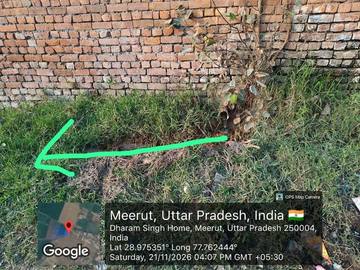 GPS Map Camera
Meerut, Uttar Pradesh, India
Dharam Singh Home, Meerut, Uttar Pradesh 250004,
India
Lat 28.975351° Long 77.762444°
Saturday, 21/11/2026 04:07 PM GMT +05:30
Google